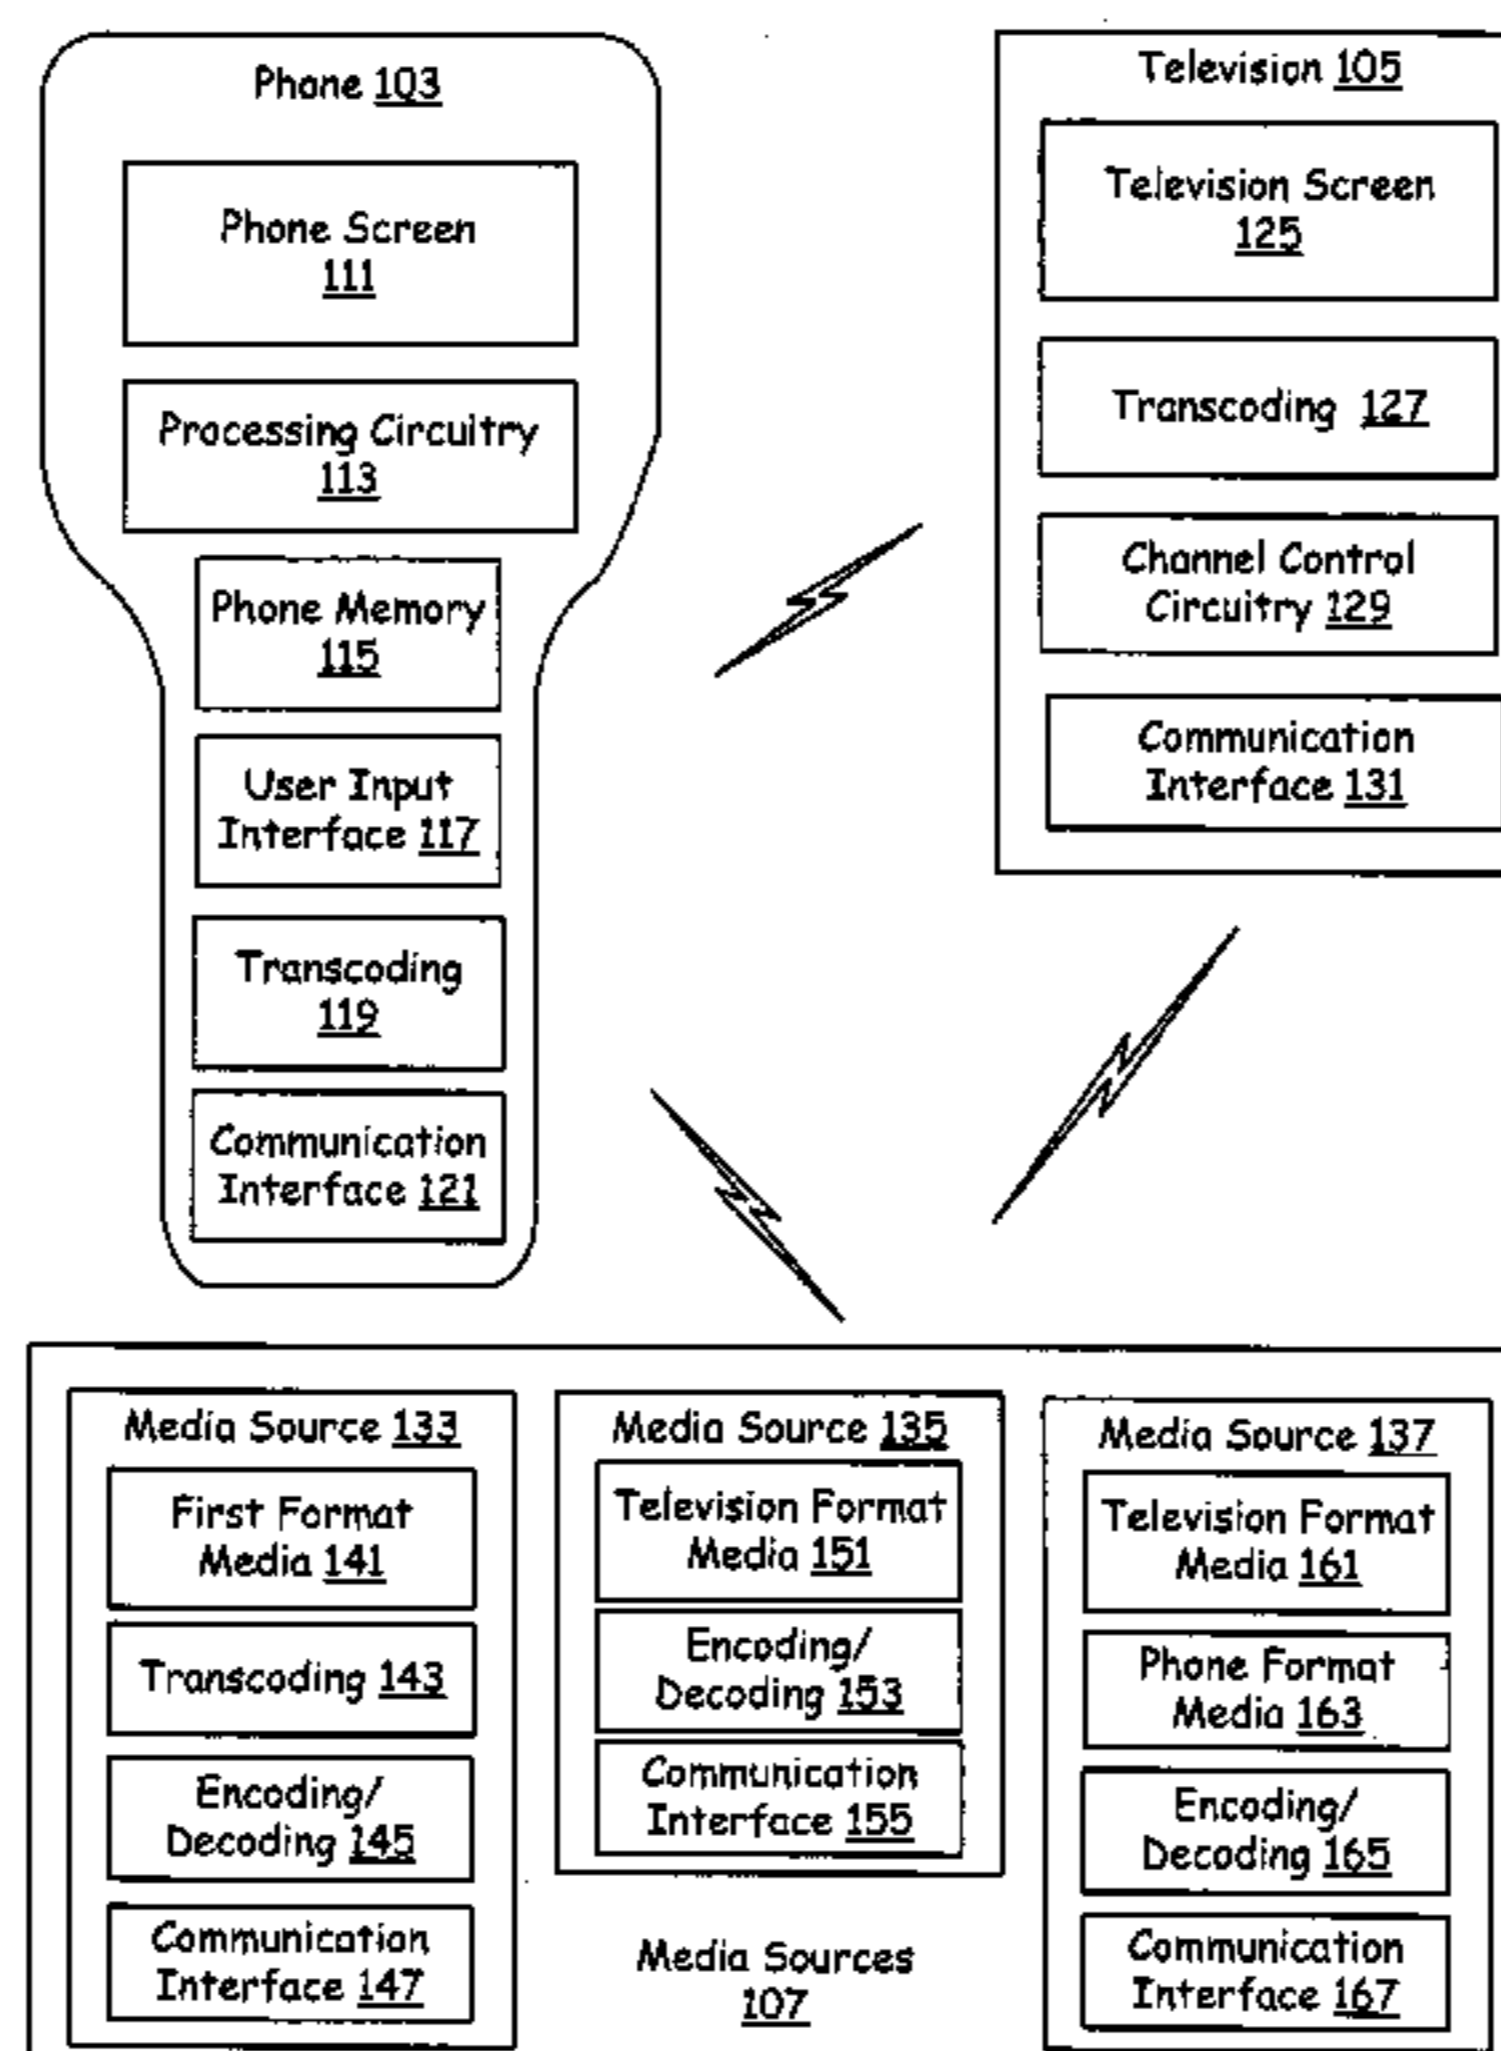 Phone 103
Phone Screen
111
Processing Circuitry
113
Phone Memory
115
User Input
Interface 117
Transcoding
119
Communication
Interface 121
Television 105
Television Screen
125
Transcoding 127
Channel Control
Circuitry 129
Communication
Interface 131
Media Source 133
First Format
Media 141
Transcoding 143
Encoding/
Decoding 145
Communication
Interface 147
Media Source 135
Television Format
Media 151
Encoding/
Decoding 153
Communication
Interface 155
Media Sources
107
Media Source 137
Television Format
Media 161
Phone Format
Media 163
Encoding/
Decoding 165
Communication
Interface 167